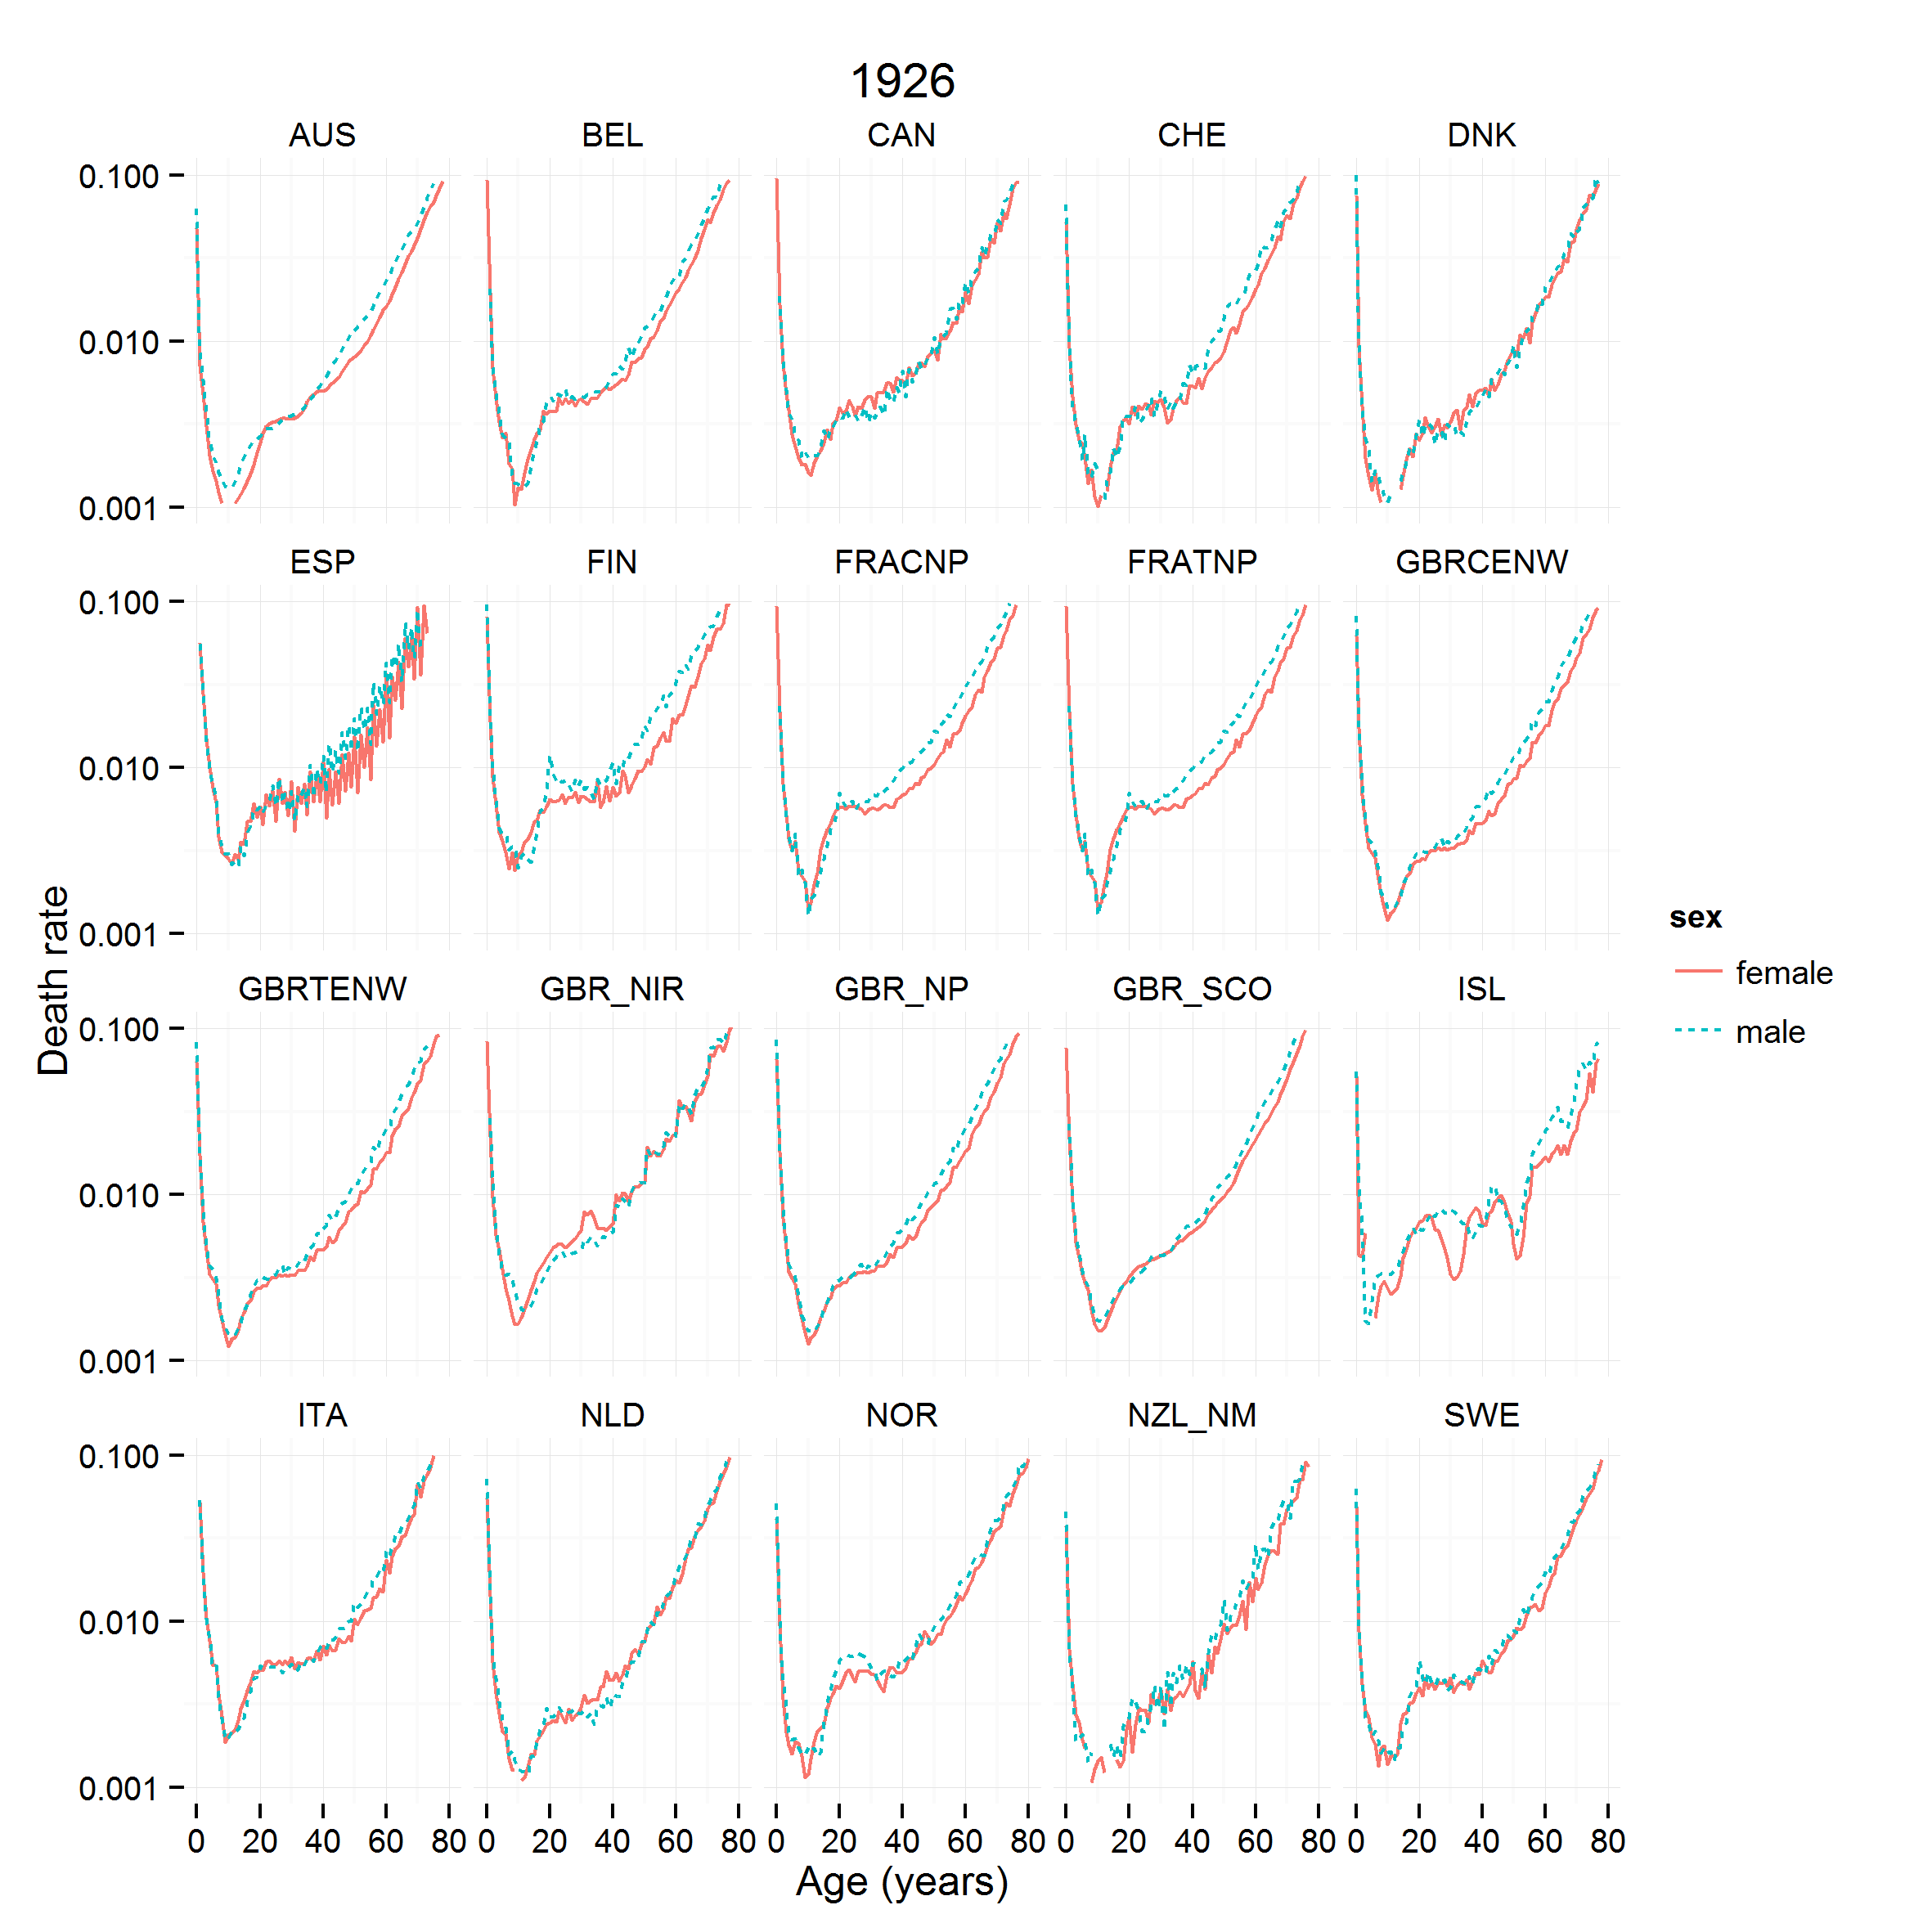 1926
AUS BEL CAN CHE DNK
0.100
0.010
0.001
ESP FIN FRACNP FRATNP GBRCENW
0.100
0.010
0.001
GBRTENW GBR_NIR GBR_NP GBR_SCO ISL
0.100
0.010
0.001
ITA NLD NOR NZL_NM SWE
0.100
0.010
0.001
0 20 40 60 80 0 20 40 60 80 0 20 40 60 80 0 20 40 60 80 0 20 40 60 80
Age (years)
Death rate
sex
female
male